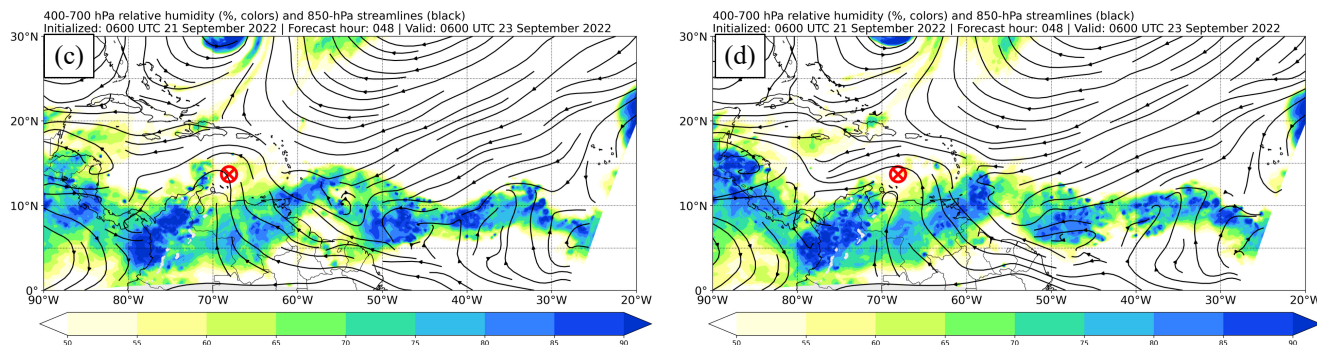 400-700 hPa relative humidity (%, colors) and 850-hPa streamlines (black)
Initialized: 0600 UTC 21 September 2022 | Forecast hour: 048 | Valid: 0600 UTC 23 September 2022
(c)
30°N
20°N
10°N
0°
90°W 80°W 70°W 60°W 50°W 40°W 30°W 20°W
50 55 60 65 70 75 80 85 90
400-700 hPa relative humidity (%, colors) and 850-hPa streamlines (black)
Initialized: 0600 UTC 21 September 2022 | Forecast hour: 048 | Valid: 0600 UTC 23 September 2022
(d)
30°N
20°N
10°N
0°
90°W 80°W 70°W 60°W 50°W 40°W 30°W 20°W
50 55 60 65 70 75 80 85 90